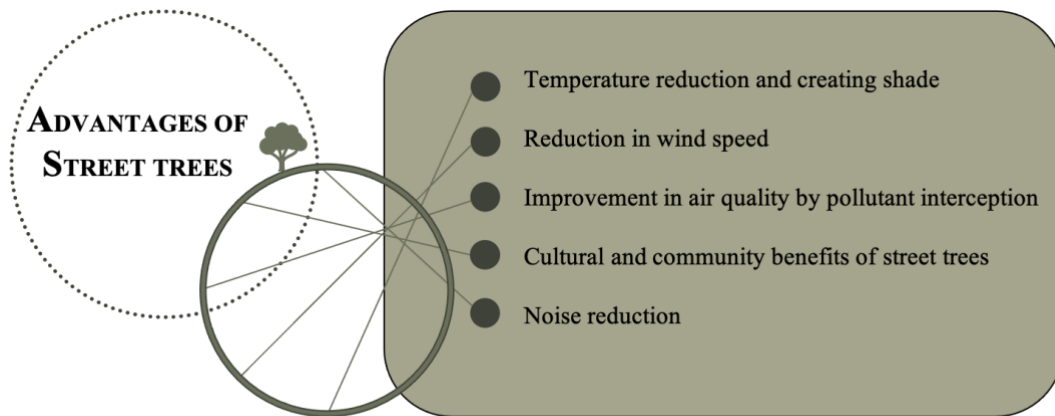 ADVANTAGES OF
STREET TREES
Temperature reduction and creating shade
Reduction in wind speed
Improvement in air quality by pollutant interception
Cultural and community benefits of street trees
Noise reduction